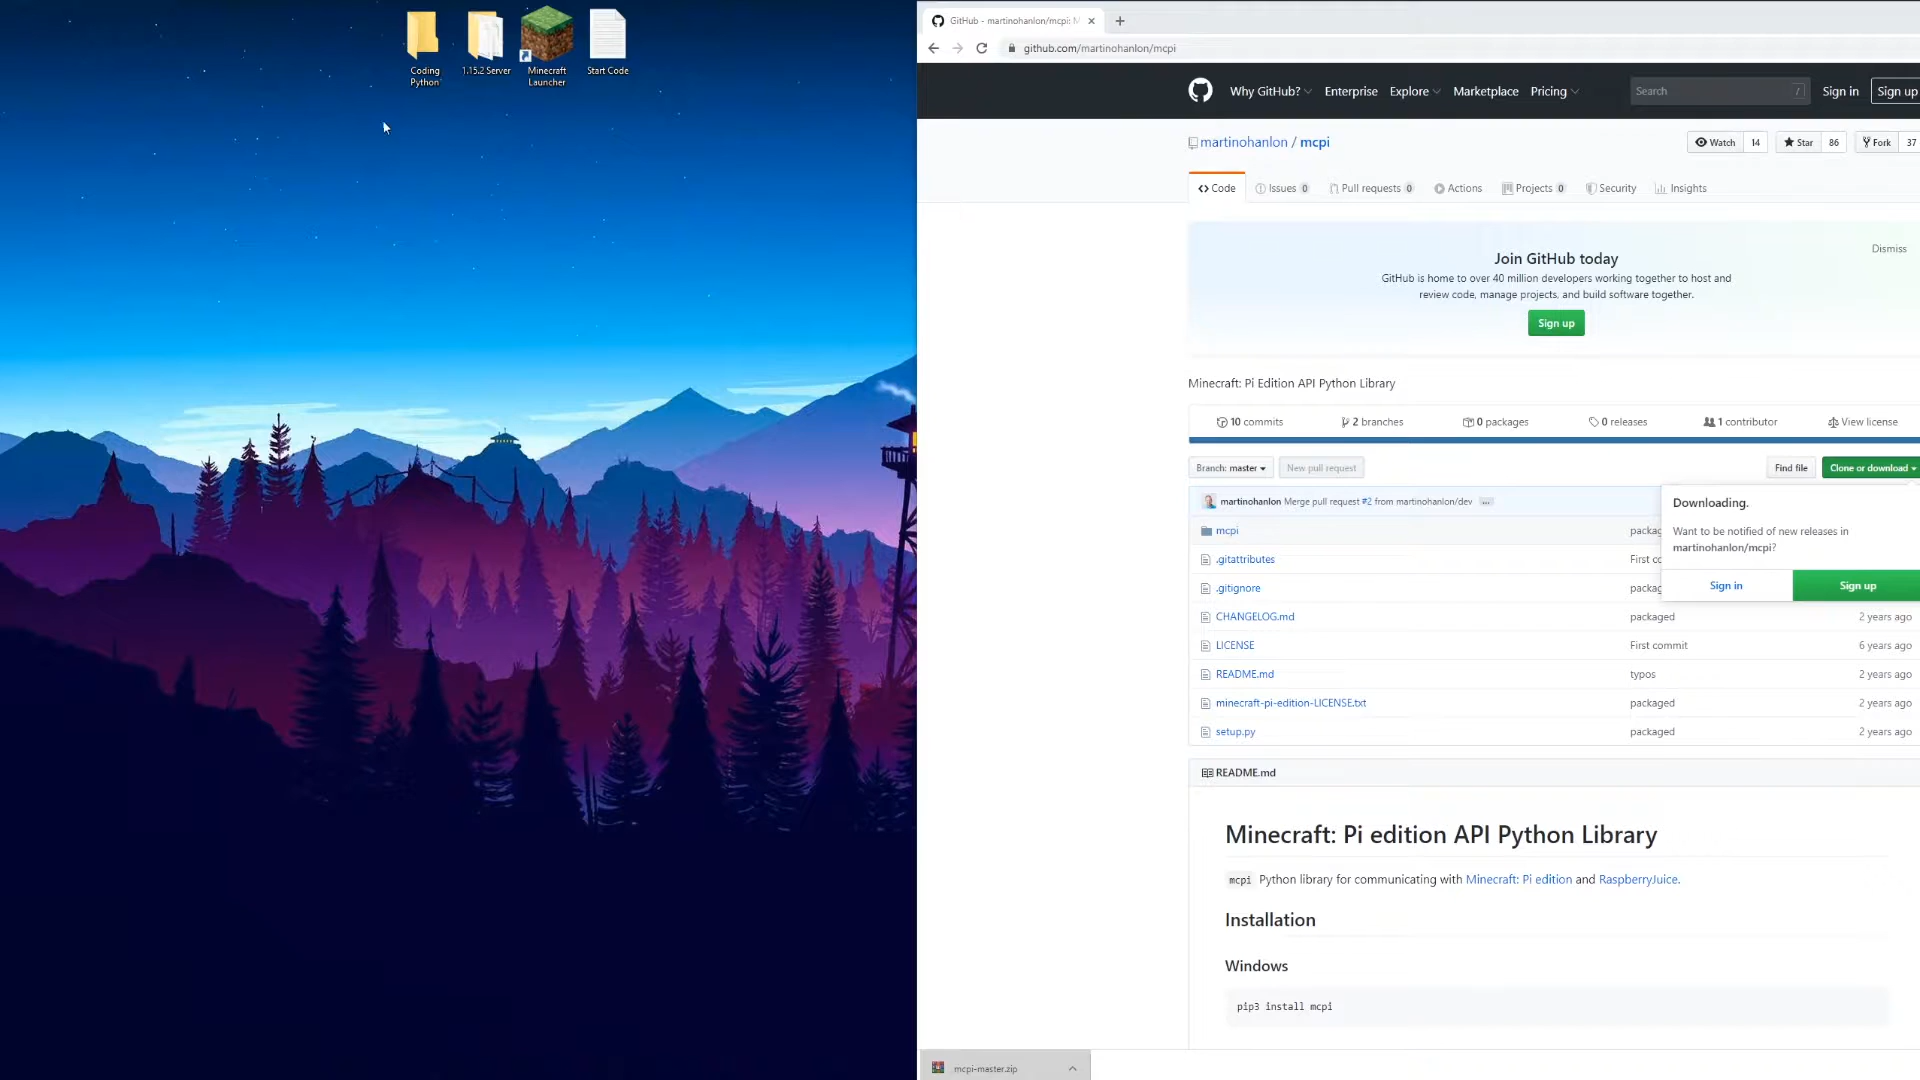 Coding
Python
1.15.2 Server
Minecraft
Launcher
Start Code
GitHub - martinohanlon/mcpi: M
github.com/martinohanlon/mcpi
Why GitHub?
Enterprise
Explore
Marketplace
Pricing
Search
/
Sign in
Sign up
martinohanlon / mcpi
Watch 14
Star 86
Fork 37
Code
Issues 0
Pull requests 0
Actions
Projects 0
Security
Insights
Join GitHub today
Dismiss
GitHub is home to over 40 million developers working together to host and
review code, manage projects, and build software together.
Sign up
Minecraft: Pi Edition API Python Library
10 commits
2 branches
0 packages
0 releases
1 contributor
View license
Branch: master
New pull request
Find file
Clone or download
martinohanlon Merge pull request #2 from martinohanlon/dev ...
Downloading.
Want to be notified of new releases in
martinohanlon/mcpi?
Sign in
Sign up
mcpi packag
.gitattributes First co
.gitignore packag
CHANGELOG.md packaged 2 years ago
LICENSE First commit 6 years ago
README.md typos 2 years ago
minecraft-pi-edition-LICENSE.txt packaged 2 years ago
setup.py packaged 2 years ago
README.md
Minecraft: Pi edition API Python Library
mcpi Python library for communicating with Minecraft: Pi edition and RaspberryJuice.
Installation
Windows
pip3 install mcpi
mcpi-master.zip